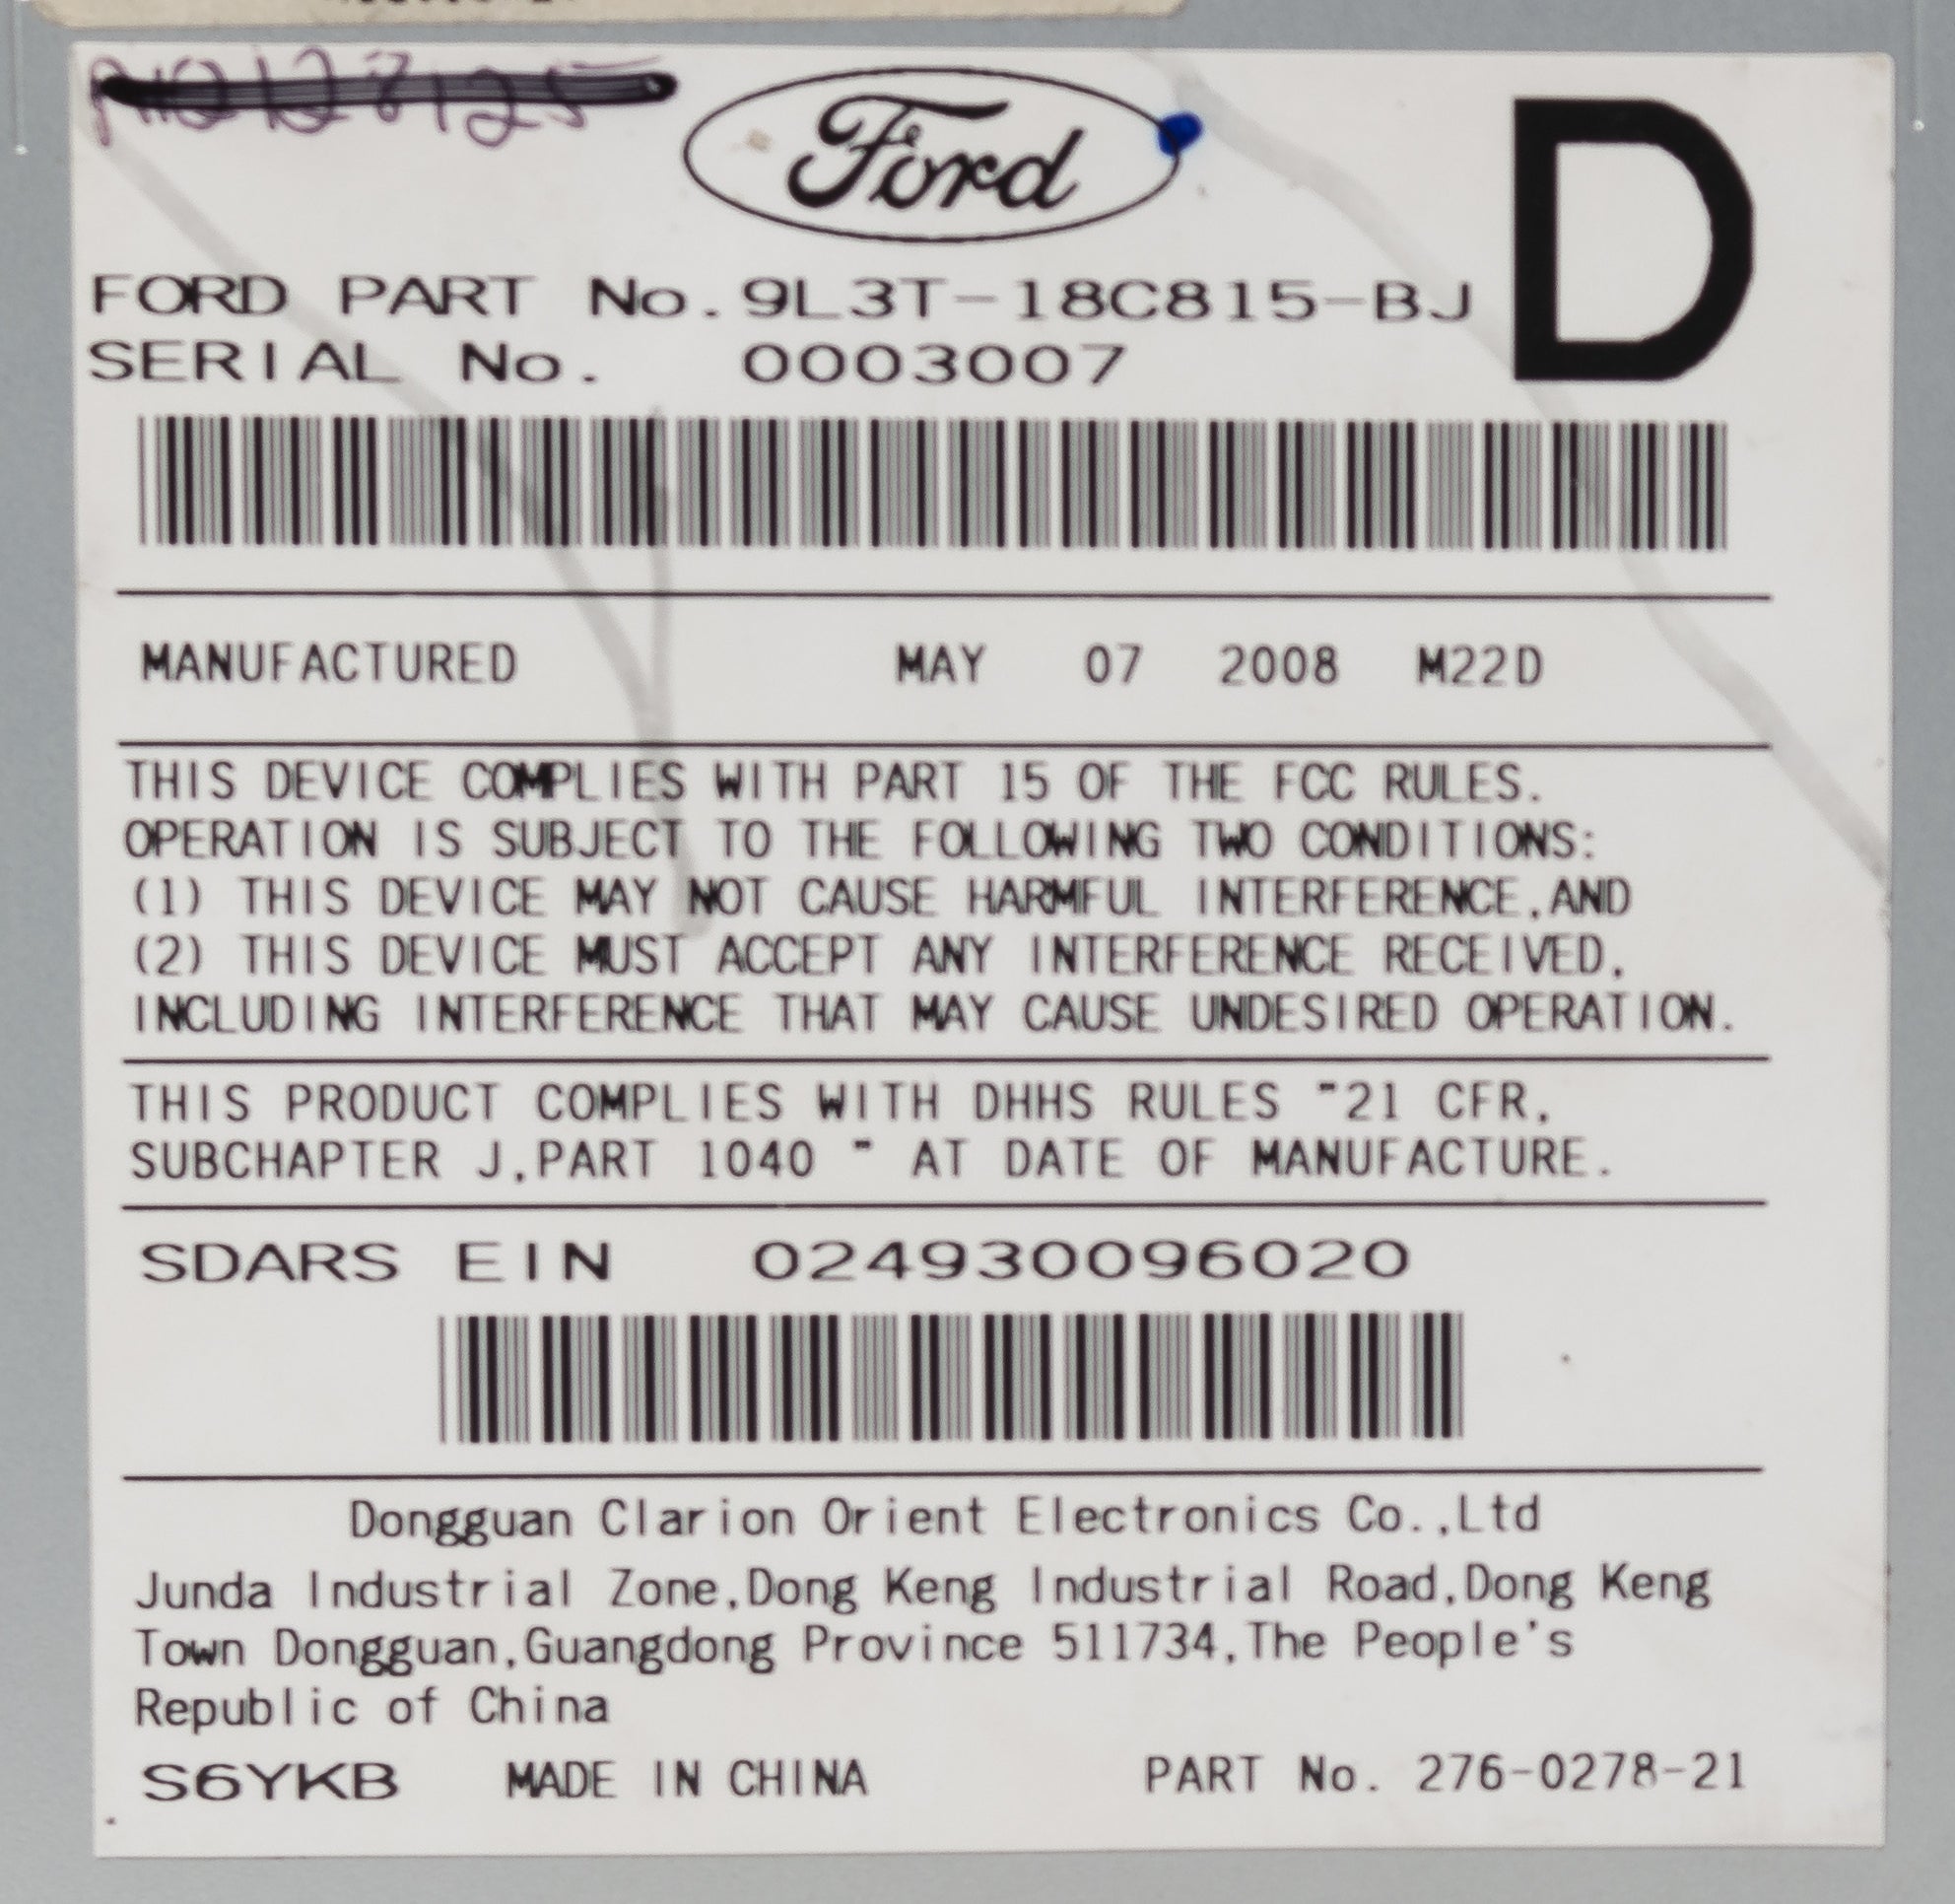 Ford
D
FORD PART No.9L3T-18C815-BJ
SERIAL No. 0003007
MANUFACTURED MAY 07 2008 M22D
THIS DEVICE COMPLIES WITH PART 15 OF THE FCC RULES.
OPERATION IS SUBJECT TO THE FOLLOWING TWO CONDITIONS:
(1) THIS DEVICE MAY NOT CAUSE HARMFUL INTERFERENCE,AND
(2) THIS DEVICE MUST ACCEPT ANY INTERFERENCE RECEIVED,
INCLUDING INTERFERENCE THAT MAY CAUSE UNDESIRED OPERATION.
THIS PRODUCT COMPLIES WITH DHHS RULES "21 CFR,
SUBCHAPTER J,PART 1040 " AT DATE OF MANUFACTURE.
SDARS EIN 024930096020
Dongguan Clarion Orient Electronics Co.,Ltd
Junda Industrial Zone,Dong Keng Industrial Road,Dong Keng
Town Dongguan,Guangdong Province 511734,The People's
Republic of China
S6YKB MADE IN CHINA PART No. 276-0278-21